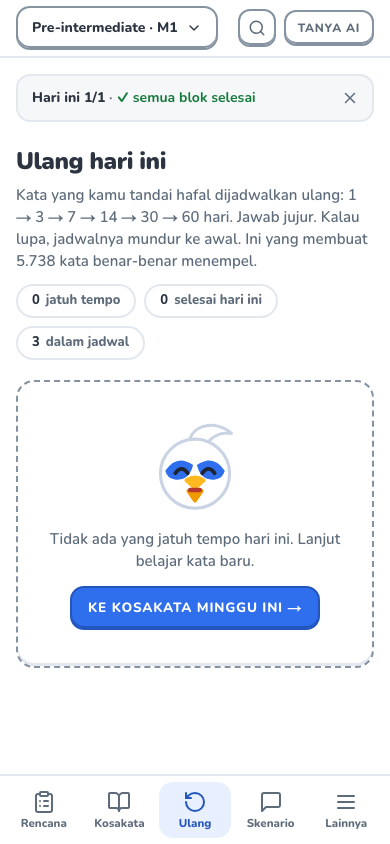 Pre-intermediate · M1
TANYA AI
Hari ini 1/1 · ✓ semua blok selesai
Ulang hari ini
Kata yang kamu tandai hafal dijadwalkan ulang: 1
→ 3 → 7 → 14 → 30 → 60 hari. Jawab jujur. Kalau
lupa, jadwalnya mundur ke awal. Ini yang membuat
5.738 kata benar-benar menempel.
0 jatuh tempo
0 selesai hari ini
3 dalam jadwal
Tidak ada yang jatuh tempo hari ini. Lanjut
belajar kata baru.
KE KOSAKATA MINGGU INI →
Rencana
Kosakata
Ulang
Skenario
Lainnya